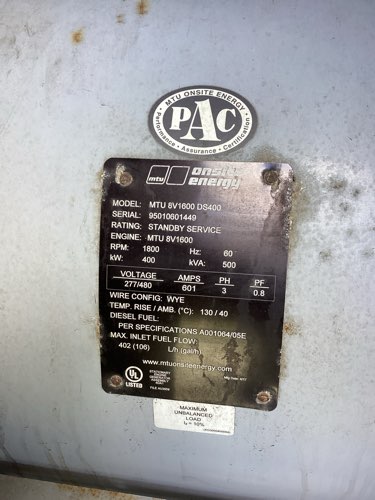 MTU ONSITE ENERGY
PAC
Performance • Assurance • Certification
mtu onsite energy
MODEL: MTU 8V1600 DS400
SERIAL: 95010601449
RATING: STANDBY SERVICE
ENGINE: MTU 8V1600
RPM: 1800 Hz: 60
kW: 400 kVA: 500
VOLTAGE AMPS PH PF
277/480 601 3 0.8
WIRE CONFIG: WYE
TEMP. RISE / AMB. (°C): 130 / 40
DIESEL FUEL:
PER SPECIFICATIONS A001064/05E
MAX. INLET FUEL FLOW:
402 (106) L/h (gal/h)
www.mtuonsiteenergy.com
UL
LISTED
MAXIMUM
UNBALANCED
LOAD
= 10%